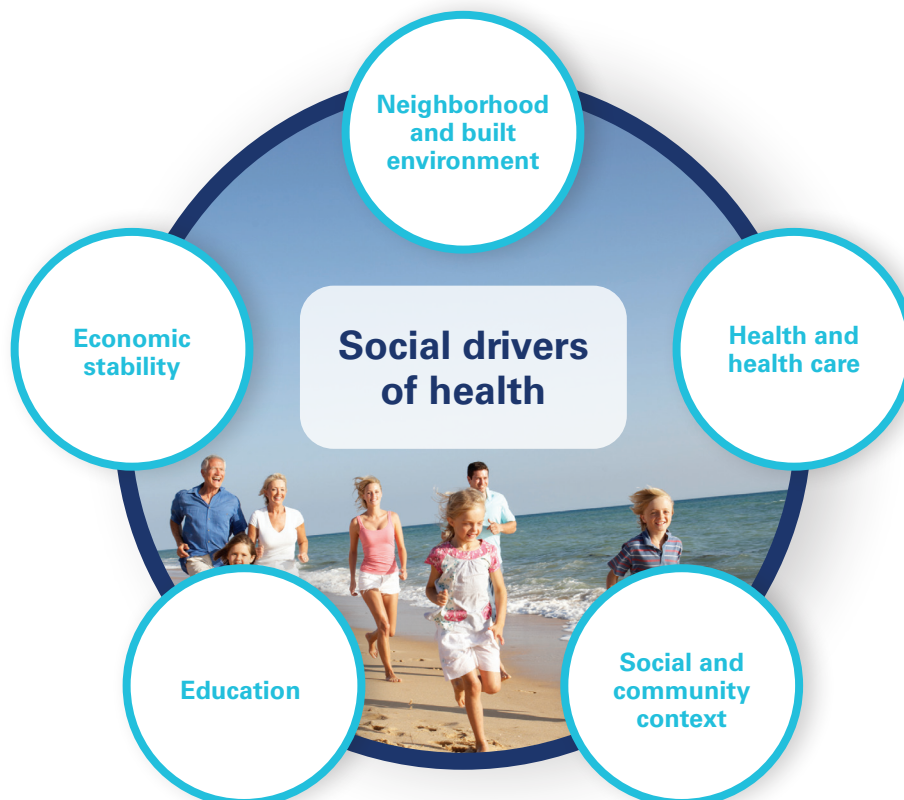 Neighborhood
and built
environment
Economic
stability
Social drivers
of health
Health and
health care
Education
Social and
community
context